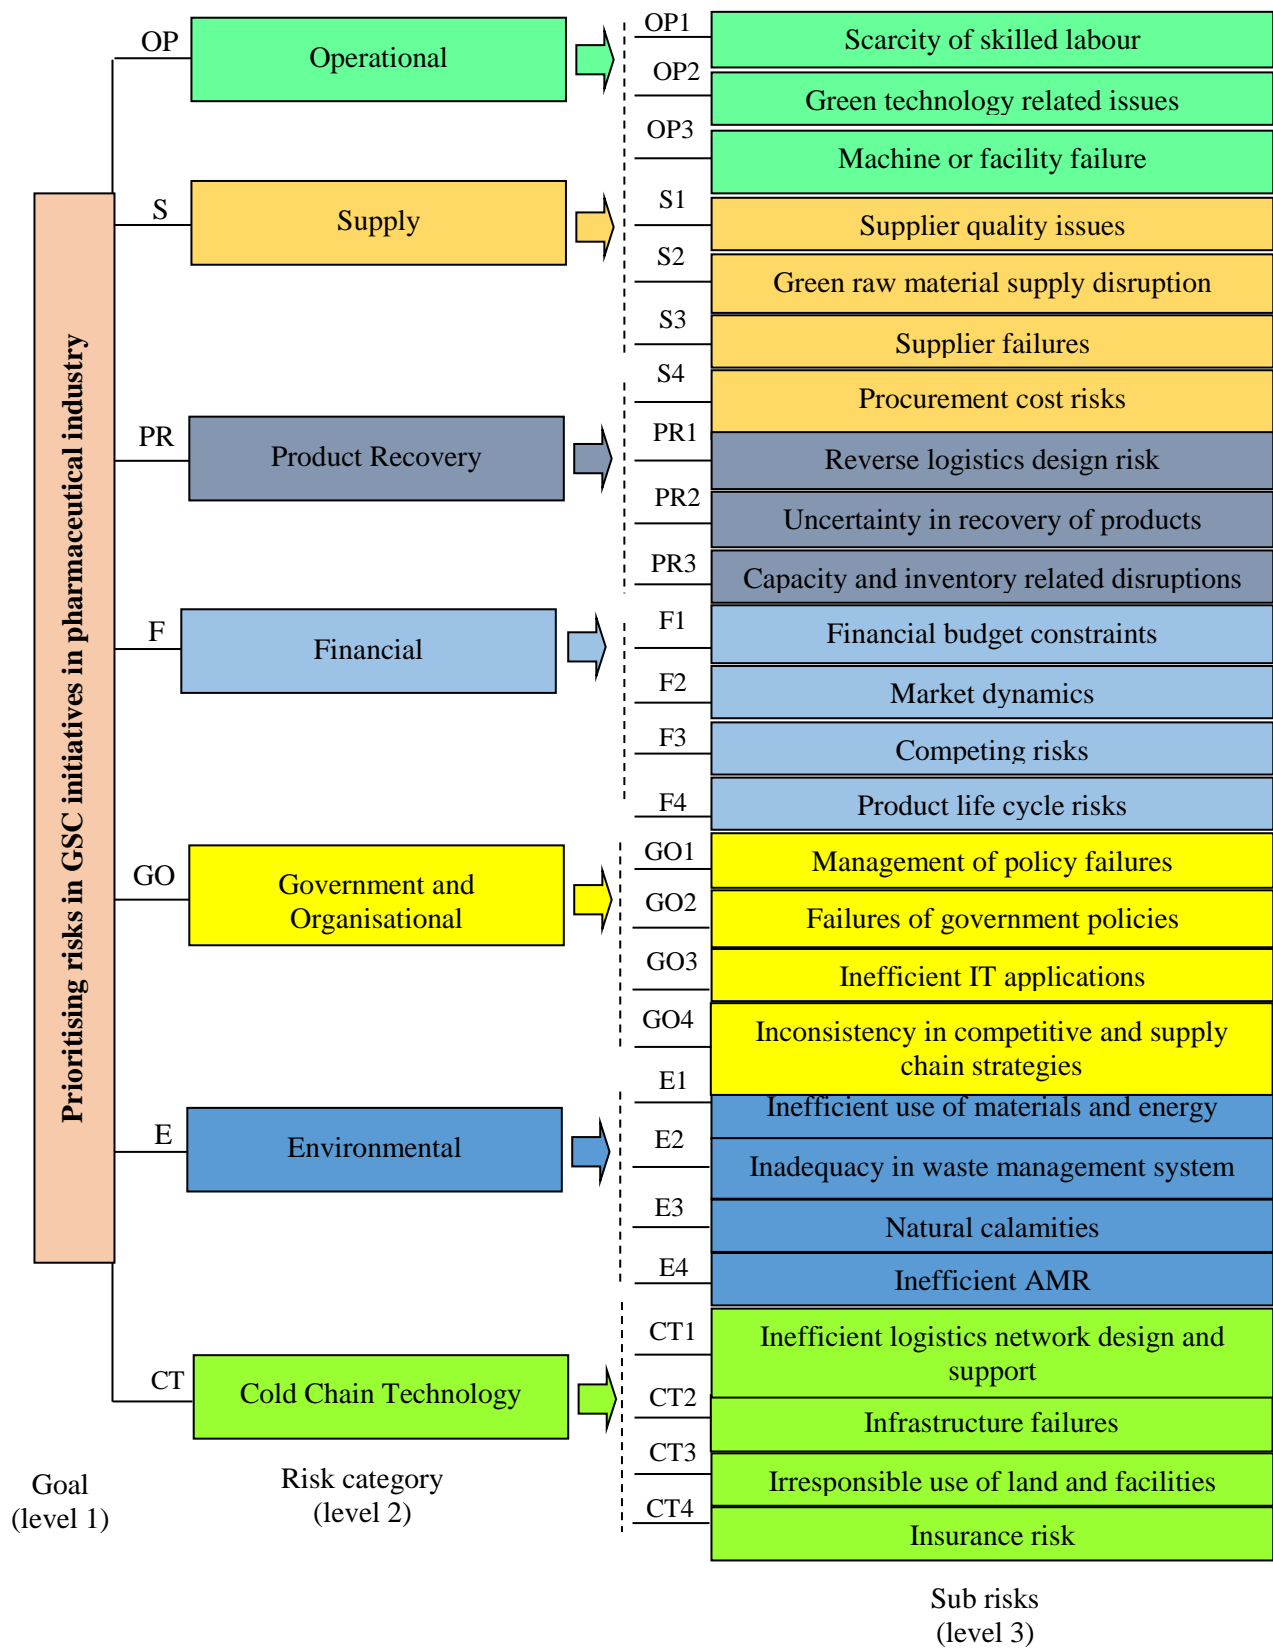 Prioritising risks in GSC initiatives in pharmaceutical industry
OP
Operational
S
Supply
PR
Product Recovery
F
Financial
GO
Government and
Organisational
E
Environmental
CT
Cold Chain Technology
OP1
Scarcity of skilled labour
OP2
Green technology related issues
OP3
Machine or facility failure
S1
Supplier quality issues
S2
Green raw material supply disruption
S3
Supplier failures
S4
Procurement cost risks
PR1
Reverse logistics design risk
PR2
Uncertainty in recovery of products
PR3
Capacity and inventory related disruptions
F1
Financial budget constraints
F2
Market dynamics
F3
Competing risks
F4
Product life cycle risks
GO1
Management of policy failures
GO2
Failures of government policies
GO3
Inefficient IT applications
GO4
Inconsistency in competitive and supply
chain strategies
E1
Inefficient use of materials and energy
E2
Inadequacy in waste management system
E3
Natural calamities
E4
Inefficient AMR
CT1
Inefficient logistics network design and
support
CT2
Infrastructure failures
CT3
Irresponsible use of land and facilities
CT4
Insurance risk
Goal
(level 1)
Risk category
(level 2)
Sub risks
(level 3)